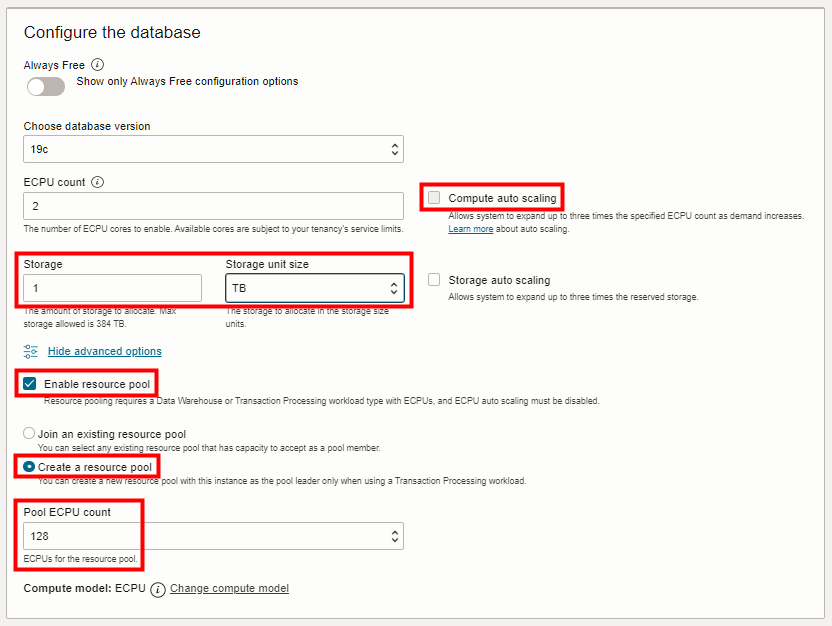 Configure the database
Always Free
Show only Always Free configuration options
Choose database version
19c
ECPU count
2
The number of ECPU cores to enable. Available cores are subject to your tenancy's service limits.
Compute auto scaling
Allows system to expand up to three times the specified ECPU count as demand increases.
Learn more about auto scaling.
Storage
1
The amount of storage to allocate. Max
storage allowed is 384 TB.
Storage unit size
TB
The storage to allocate in the storage size
units.
Storage auto scaling
Allows system to expand up to three times the reserved storage.
Hide advanced options
Enable resource pool
Resource pooling requires a Data Warehouse or Transaction Processing workload type with ECPUs, and ECPU auto scaling must be disabled.
Join an existing resource pool
You can select any existing resource pool that has capacity to accept as a pool member.
Create a resource pool
You can create a new resource pool with this instance as the pool leader only when using a Transaction Processing workload.
Pool ECPU count
128
ECPUs for the resource pool.
Compute model: ECPU Change compute model